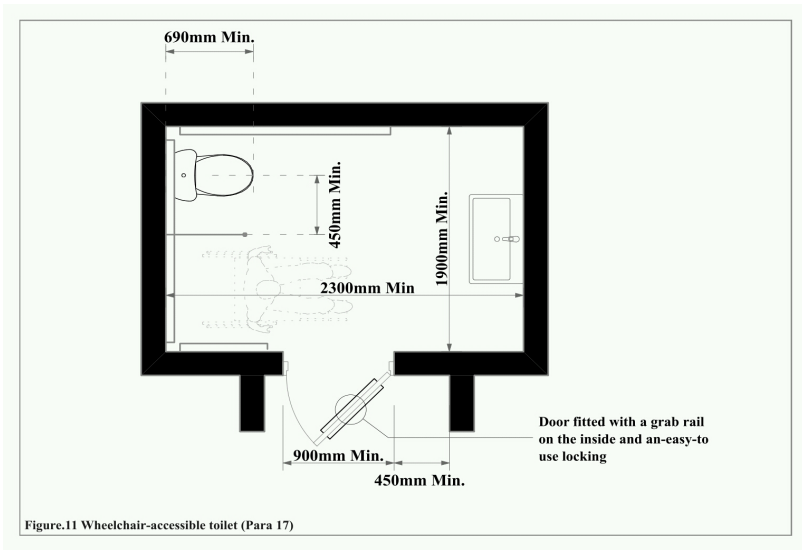 690mm Min.
450mm Min.
1900mm Min.
2300mm Min
Door fitted with a grab rail
on the inside and an-easy-to
use locking
900mm Min.
450mm Min.
Figure.11 Wheelchair-accessible toilet (Para 17)